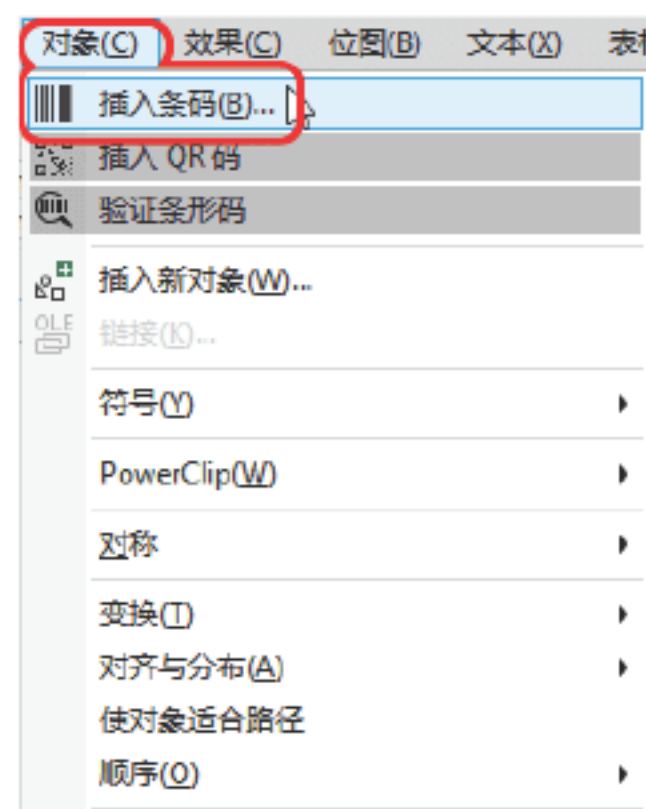 对象(C) 效果(C) 位图(B) 文本(X)
插入条码(B)...
插入 QR 码
验证条形码
插入新对象(W)...
OLE 链接(K)...
符号(Y)
PowerClip(W)
对称
变换(T)
对齐与分布(A)
使对象适合路径
顺序(O)